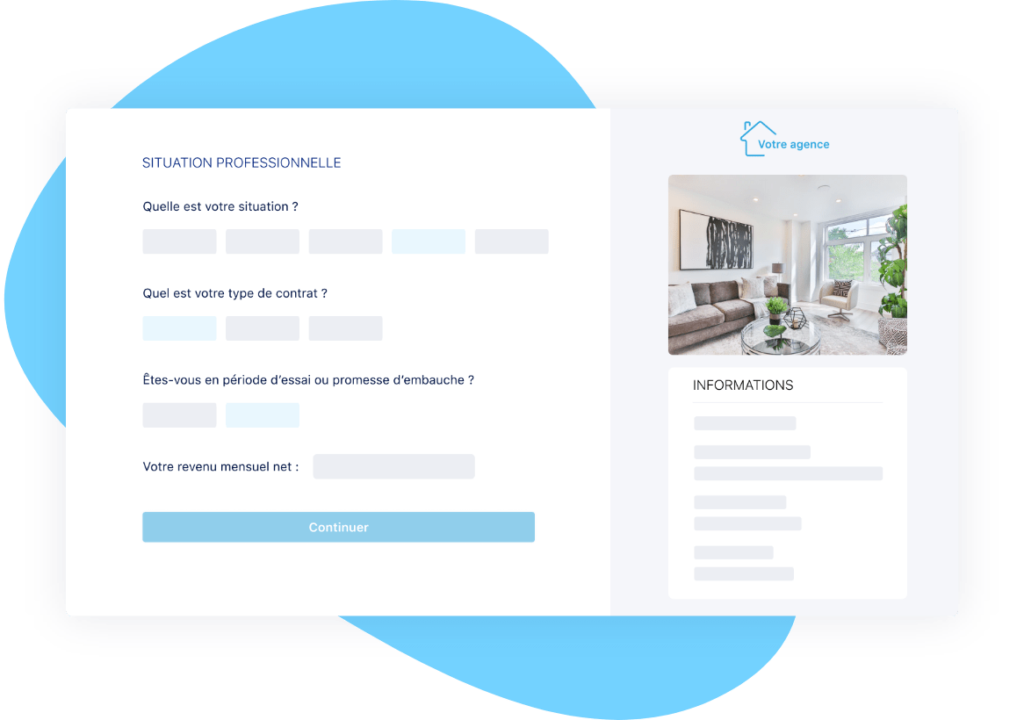 SITUATION PROFESSIONNELLE
Quelle est votre situation ?
Quel est votre type de contrat ?
Êtes-vous en période d'essai ou promesse d'embauche ?
Votre revenu mensuel net :
Continuer
Votre agence
INFORMATIONS